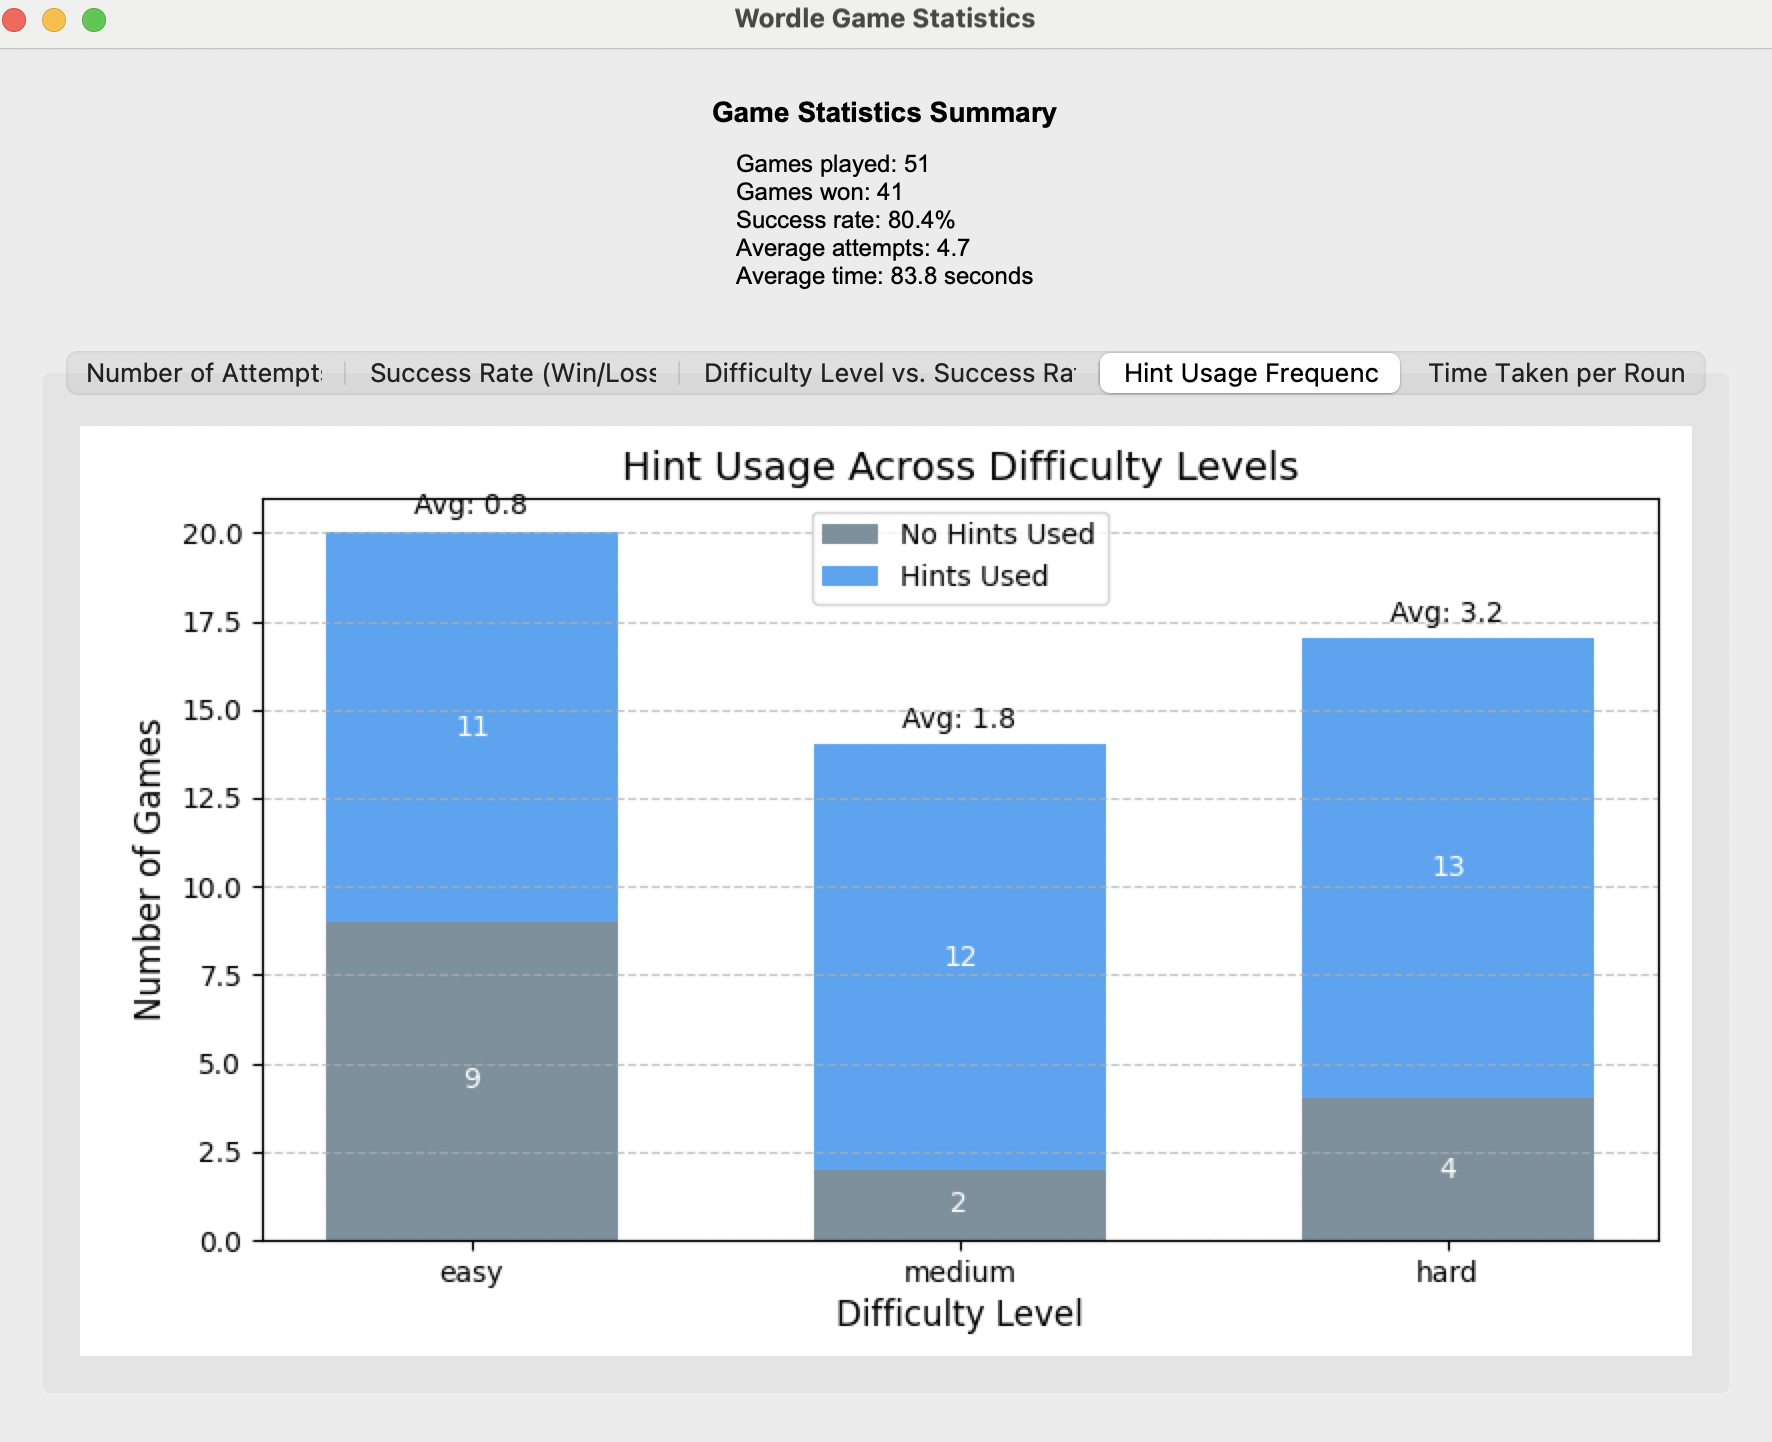 Wordle Game Statistics
Game Statistics Summary
Games played: 51
Games won: 41
Success rate: 80.4%
Average attempts: 4.7
Average time: 83.8 seconds
Number of Attempt
Success Rate (Win/Loss
Difficulty Level vs. Success Ra
Hint Usage Frequenc
Time Taken per Roun
Hint Usage Across Difficulty Levels
Avg: 0.8
No Hints Used
Hints Used
Avg: 3.2
Avg: 1.8
20.0
17.5
15.0
12.5
10.0
7.5
5.0
2.5
0.0
Number of Games
11
9
12
2
13
4
easy
medium
hard
Difficulty Level